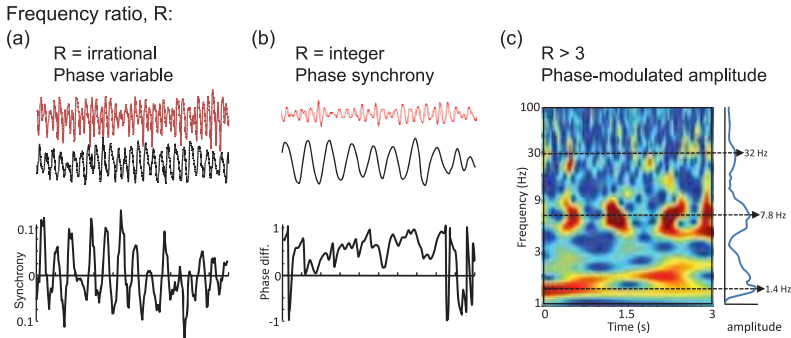 Frequency ratio, R:
(a)
R = irrational
Phase variable
0.1
0
0.1
Synchrony
(b)
R = integer
Phase synchrony
1
0
-1
Phase diff.
(c)
R > 3
Phase-modulated amplitude
100
30
9
3
1
Frequency (Hz)
0
1.5
3
Time (s)
32 Hz
7.8 Hz
1.4 Hz
amplitude